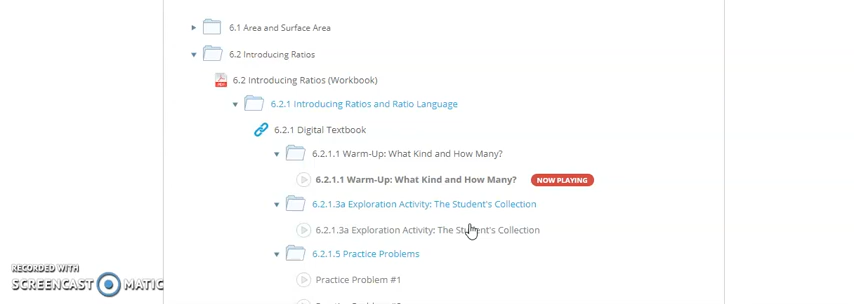 6.1 Area and Surface Area
6.2 Introducing Ratios
6.2 Introducing Ratios (Workbook)
6.2.1 Introducing Ratios and Ratio Language
6.2.1 Digital Textbook
6.2.1.1 Warm-Up: What Kind and How Many?
6.2.1.1 Warm-Up: What Kind and How Many? NOW PLAYING
6.2.1.3a Exploration Activity: The Student's Collection
6.2.1.3a Exploration Activity: The Student's Collection
6.2.1.5 Practice Problems
Practice Problem #1
RECORDED WITH
SCREENCAST MATIC